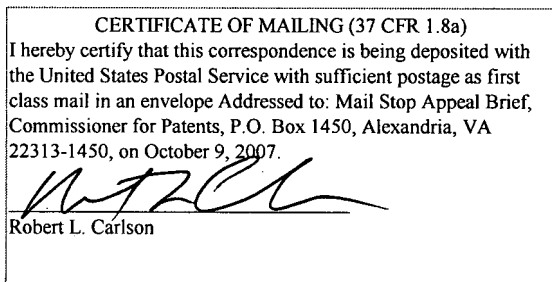 CERTIFICATE OF MAILING (37 CFR 1.8a)
I hereby certify that this correspondence is being deposited with
the United States Postal Service with sufficient postage as first
class mail in an envelope Addressed to: Mail Stop Appeal Brief,
Commissioner for Patents, P.O. Box 1450, Alexandria, VA
22313-1450, on October 9, 2007.
Robert L. Carlson